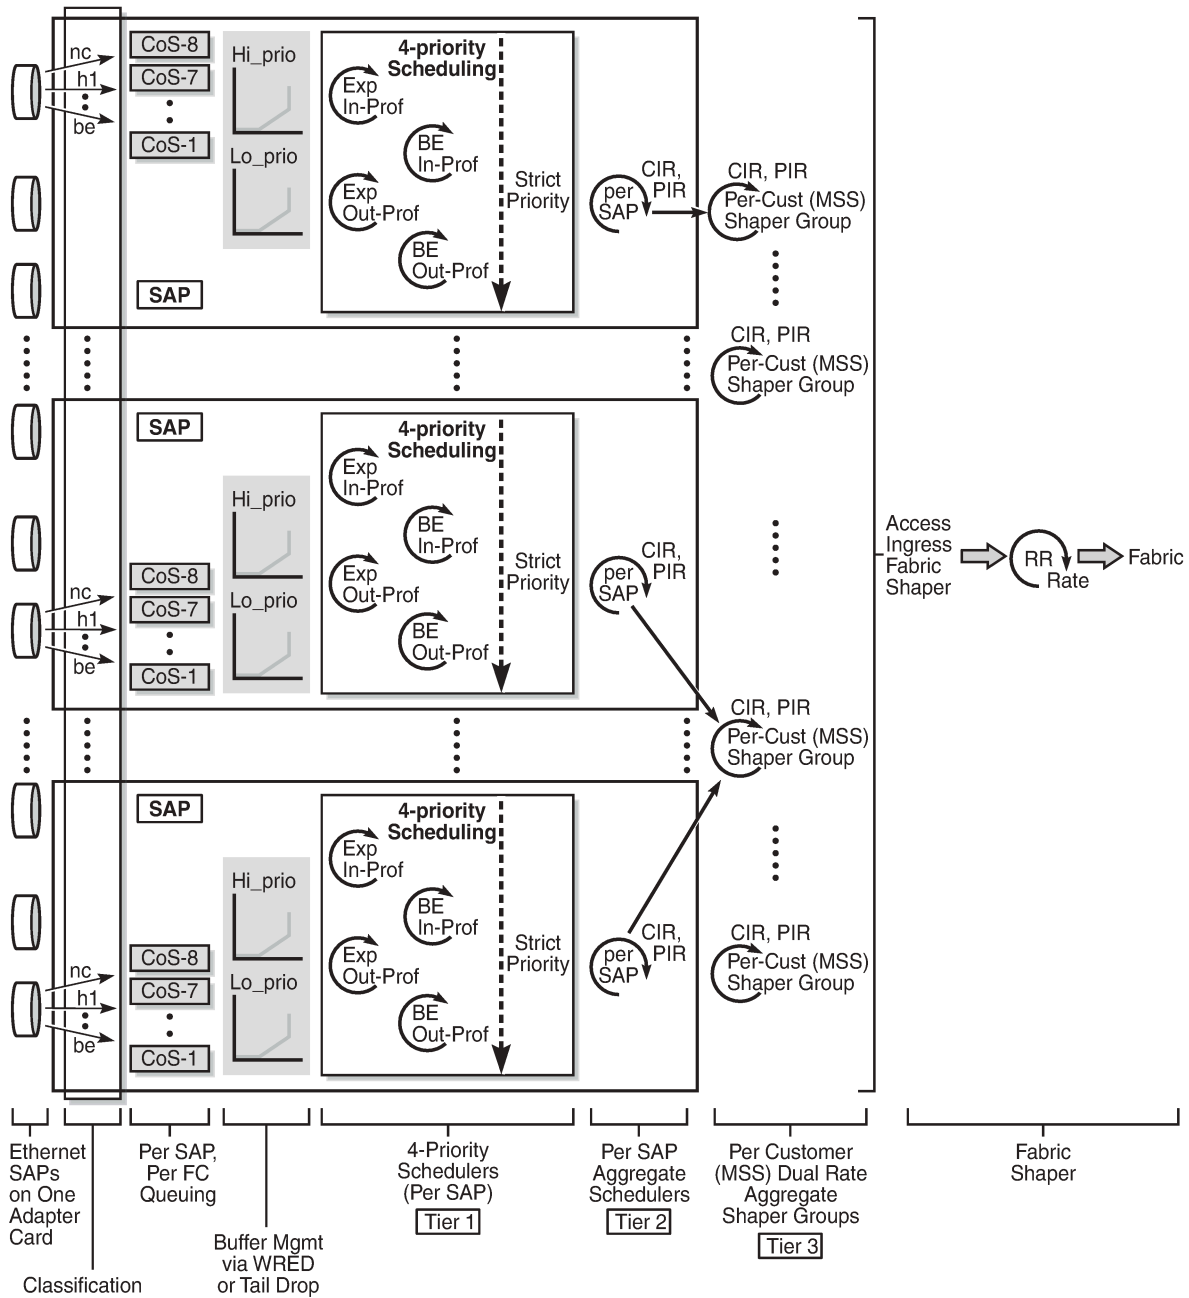 nc
h1
be
CoS-8
CoS-7
CoS-1
Hi_prio
Lo_prio
4-priority
Scheduling
Exp
In-Prof
BE
In-Prof
Exp
Out-Prof
BE
Out-Prof
Strict
Priority
SAP
per
SAP
CIR,
PIR
CIR, PIR
Per-Cust (MSS)
Shaper Group
CIR, PIR
Per-Cust (MSS)
Shaper Group
SAP
nc
h1
be
CoS-8
CoS-7
CoS-1
Hi_prio
Lo_prio
4-priority
Scheduling
Exp
In-Prof
BE
In-Prof
Exp
Out-Prof
BE
Out-Prof
Strict
Priority
per
SAP
CIR,
PIR
Access
Ingress
Fabric
Shaper
RR
Rate
Fabric
CIR, PIR
Per-Cust (MSS)
Shaper Group
SAP
nc
h1
be
CoS-8
CoS-7
CoS-1
Hi_prio
Lo_prio
4-priority
Scheduling
Exp
In-Prof
BE
In-Prof
Exp
Out-Prof
BE
Out-Prof
Strict
Priority
per
SAP
CIR,
PIR
CIR, PIR
Per-Cust (MSS)
Shaper Group
Ethernet
SAPs
on One
Adapter
Card
Classification
Per SAP,
Per FC
Queuing
Buffer Mgmt
via WRED
or Tail Drop
4-Priority
Schedulers
(Per SAP)
Tier 1
Per SAP
Aggregate
Schedulers
Tier 2
Per Customer
(MSS) Dual Rate
Aggregate
Shaper Groups
Tier 3
Fabric
Shaper